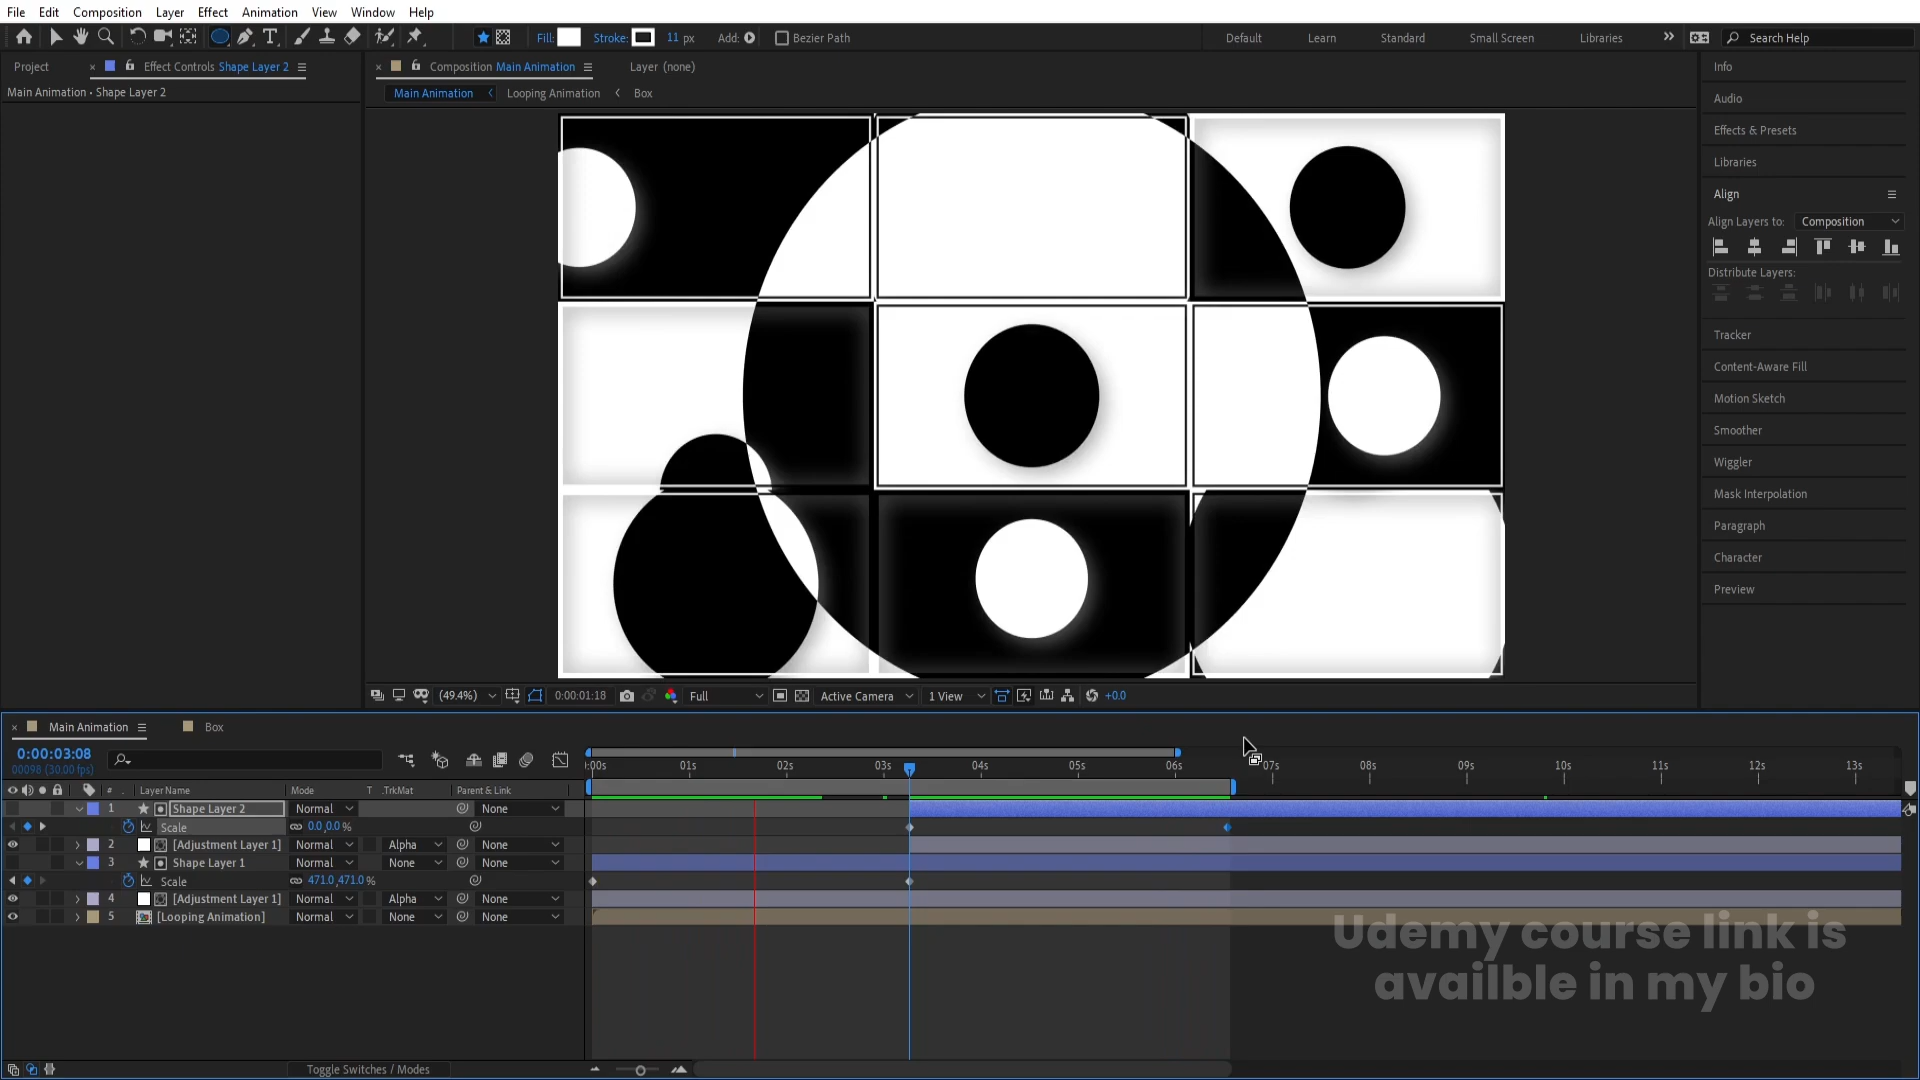 File Edit Composition Layer Effect Animation View Window Help
Fill: Stroke: 11 px Add: Bezier Path Default Learn Standard Small Screen Libraries Search Help
Project Effect Controls Shape Layer 2 Composition Main Animation Layer (none) Info
Main Animation • Shape Layer 2 Main Animation Looping Animation Box
Audio
Effects & Presets
Libraries
Align
Align Layers to: Composition
Distribute Layers:
Tracker
Content-Aware Fill
Motion Sketch
Smoother
Wiggler
Mask Interpolation
Paragraph
Character
Preview
(49.4%) 0:00:01:18 Full Active Camera 1 View +0.0
Main Animation Box
0:00:03:08
00098 (30.00 fps)
:00s 01s 02s 03s 04s 05s 06s 07s 08s 09s 10s 11s 12s 13s
# Layer Name Mode T .TrkMat Parent & Link
1 Shape Layer 2 Normal None
Scale 0.0,0.0 %
2 [Adjustment Layer 1] Normal Alpha None
3 Shape Layer 1 Normal None None
Scale 471.0,471.0 %
4 [Adjustment Layer 1] Normal Alpha None
5 [Looping Animation] Normal None None
Udemy course link is
availble in my bio
Toggle Switches / Modes